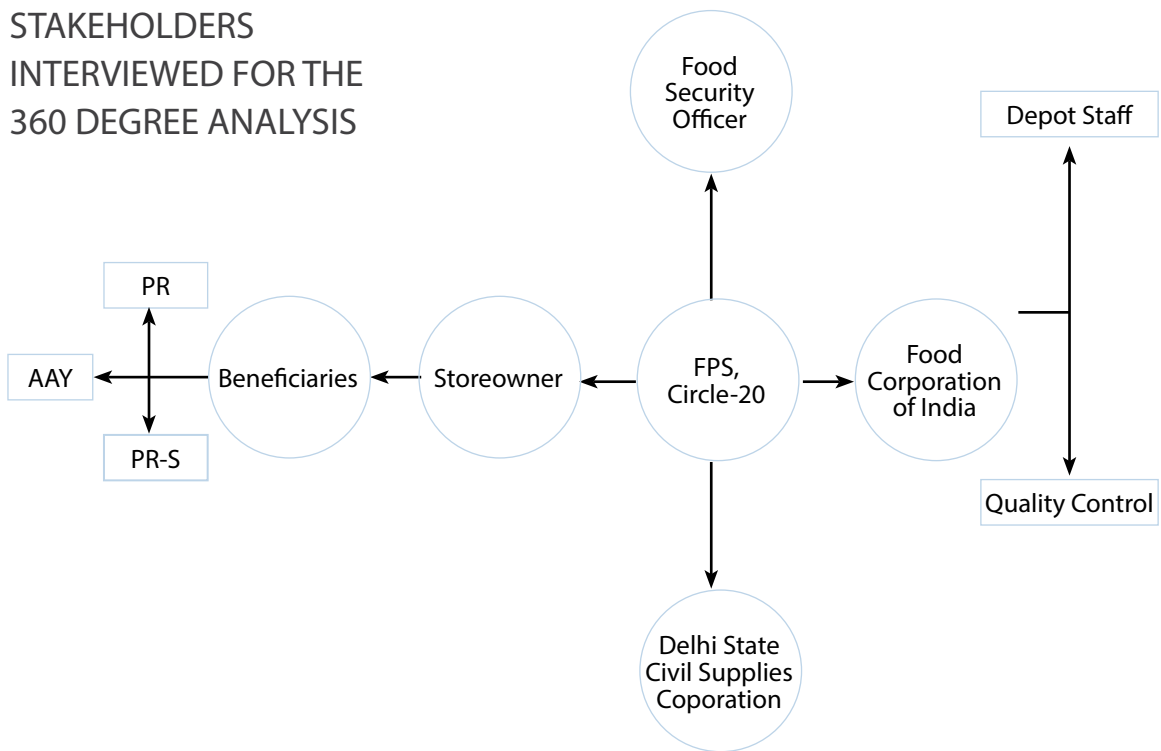 STAKEHOLDERS
INTERVIEWED FOR THE
360 DEGREE ANALYSIS
Food
Security
Officer
Depot Staff
PR
AAY
Beneficiaries
Storeowner
FPS,
Circle-20
Food
Corporation
of India
PR-S
Quality Control
Delhi State
Civil Supplies
Coporation